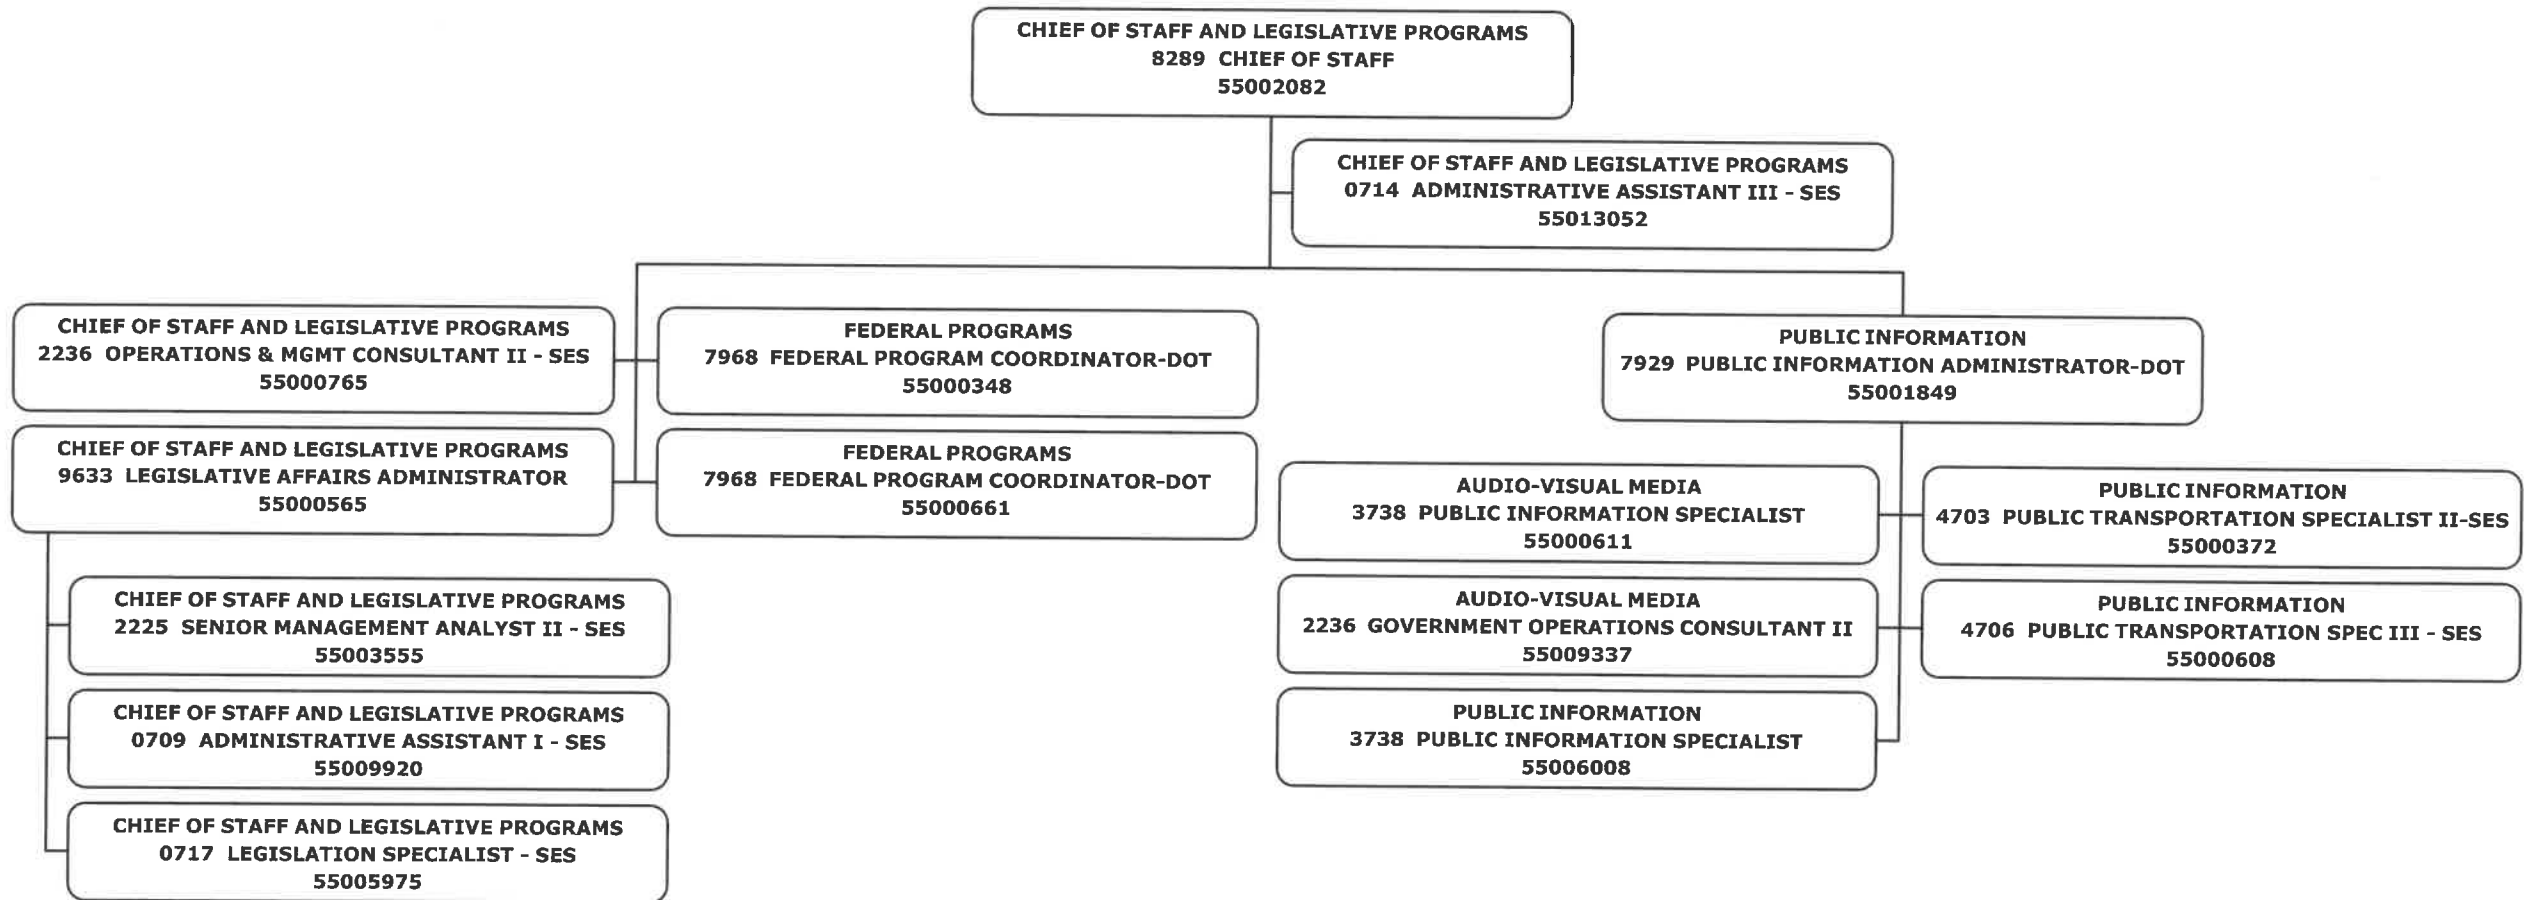 CHIEF OF STAFF AND LEGISLATIVE PROGRAMS
8289 CHIEF OF STAFF
55002082
CHIEF OF STAFF AND LEGISLATIVE PROGRAMS
0714 ADMINISTRATIVE ASSISTANT III - SES
55013052
CHIEF OF STAFF AND LEGISLATIVE PROGRAMS
2236 OPERATIONS & MGMT CONSULTANT II - SES
55000765
FEDERAL PROGRAMS
7968 FEDERAL PROGRAM COORDINATOR-DOT
55000348
PUBLIC INFORMATION
7929 PUBLIC INFORMATION ADMINISTRATOR-DOT
55001849
CHIEF OF STAFF AND LEGISLATIVE PROGRAMS
9633 LEGISLATIVE AFFAIRS ADMINISTRATOR
55000565
FEDERAL PROGRAMS
7968 FEDERAL PROGRAM COORDINATOR-DOT
55000661
AUDIO-VISUAL MEDIA
3738 PUBLIC INFORMATION SPECIALIST
55000611
PUBLIC INFORMATION
4703 PUBLIC TRANSPORTATION SPECIALIST II-SES
55000372
CHIEF OF STAFF AND LEGISLATIVE PROGRAMS
2225 SENIOR MANAGEMENT ANALYST II - SES
55003555
AUDIO-VISUAL MEDIA
2236 GOVERNMENT OPERATIONS CONSULTANT II
55009337
PUBLIC INFORMATION
4706 PUBLIC TRANSPORTATION SPEC III - SES
55000608
CHIEF OF STAFF AND LEGISLATIVE PROGRAMS
0709 ADMINISTRATIVE ASSISTANT I - SES
55009920
PUBLIC INFORMATION
3738 PUBLIC INFORMATION SPECIALIST
55006008
CHIEF OF STAFF AND LEGISLATIVE PROGRAMS
0717 LEGISLATION SPECIALIST - SES
55005975